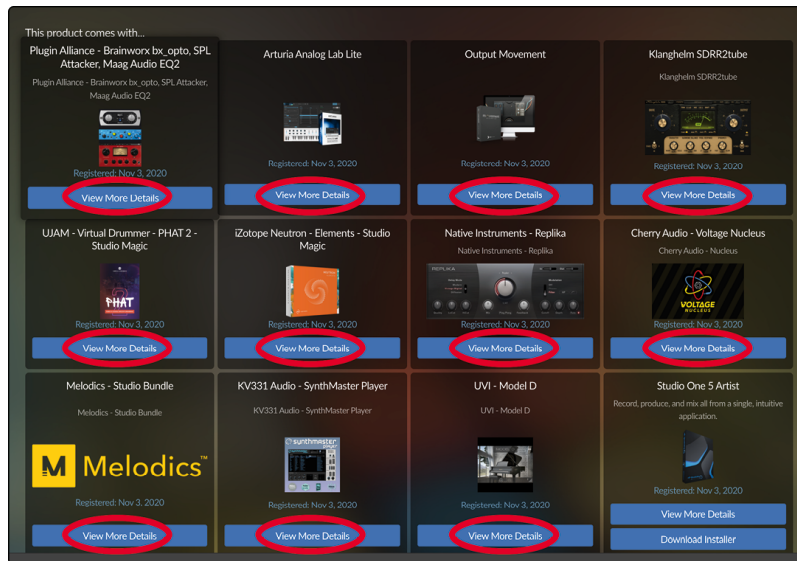 This product comes with...
Plugin Alliance - Brainworx bx_opto, SPL
Attacker, Maag Audio EQ2
Plugin Alliance - Brainworx bx_opto, SPL Attacker,
Maag Audio EQ2
Registered: Nov 3, 2020
View More Details
Arturia Analog Lab Lite
Registered: Nov 3, 2020
View More Details
Output Movement
Registered: Nov 3, 2020
View More Details
Klanghelm SDRR2tube
Klanghelm SDRR2tube
Registered: Nov 3, 2020
View More Details
UJAM - Virtual Drummer - PHAT 2 -
Studio Magic
PHAT
Registered: Nov 3, 2020
View More Details
iZotope Neutron - Elements - Studio
Magic
Registered: Nov 3, 2020
View More Details
Native Instruments - Replika
Native Instruments - Replika
REPLIKA
Registered: Nov 3, 2020
View More Details
Cherry Audio - Voltage Nucleus
Cherry Audio - Nucleus
VOLTAGE
NUCLEUS
Registered: Nov 3, 2020
View More Details
Melodics - Studio Bundle
Melodics - Studio Bundle
M Melodics™
Registered: Nov 3, 2020
View More Details
KV331 Audio - SynthMaster Player
KV331 Audio - SynthMaster Player
synthmaster
player
Registered: Nov 3, 2020
View More Details
UVI - Model D
UVI - Model D
Registered: Nov 3, 2020
View More Details
Studio One 5 Artist
Record, produce, and mix all from a single, intuitive
application.
Registered: Nov 3, 2020
View More Details
Download Installer